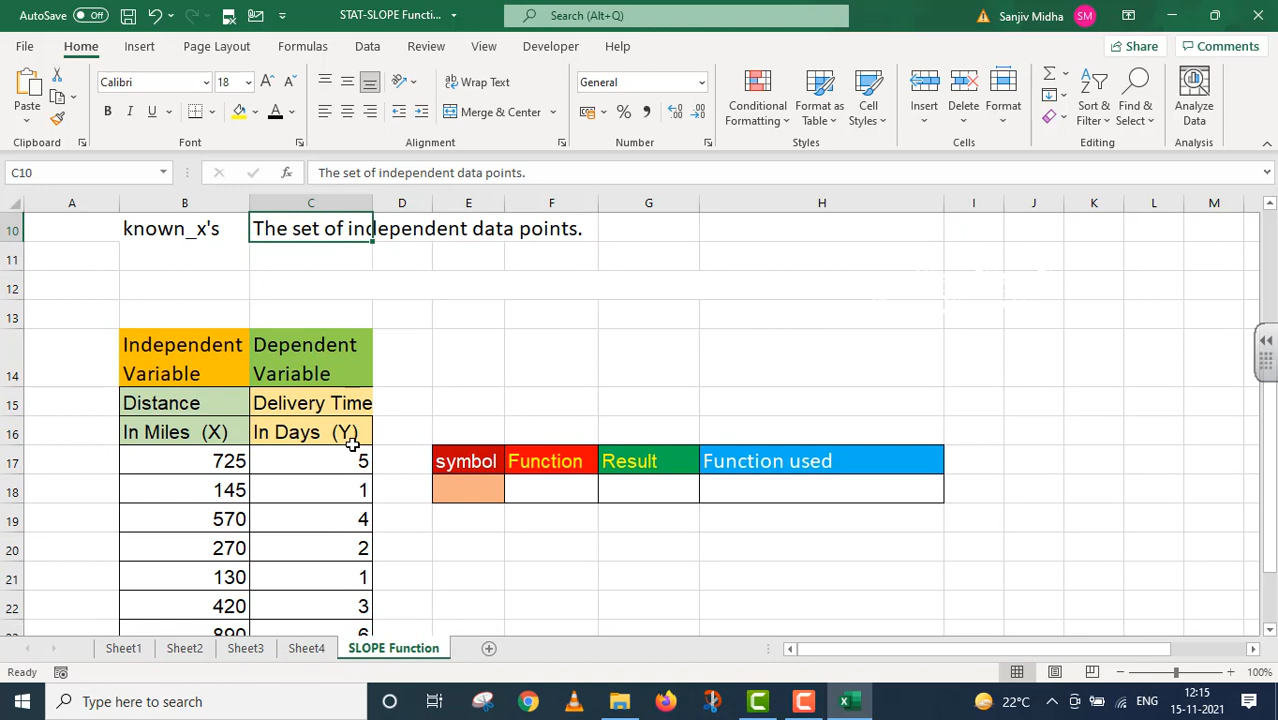 AutoSave Off STAT-SLOPE Functi... Search (Alt+Q) Sanjiv Midha SM
File Home Insert Page Layout Formulas Data Review View Developer Help Share Comments
Paste Calibri 18 Wrap Text General Conditional Formatting Format as Table Cell Styles Insert Delete Format Sort & Filter Find & Select Analyze Data
B I U Merge & Center
Clipboard Font Alignment Number Styles Cells Editing Analysis
C10 fx The set of independent data points.
A B C D E F G H I J K L M
10 known_x's The set of independent data points.
11
12
13
14 Independent Variable Dependent Variable
15 Distance Delivery Time
16 In Miles (X) In Days (Y)
17 725 5 symbol Function Result Function used
18 145 1
19 570 4
20 270 2
21 130 1
22 420 3
890 6
Sheet1 Sheet2 Sheet3 Sheet4 SLOPE Function
Ready 100%
Type here to search 22°C ENG 12:15
15-11-2021